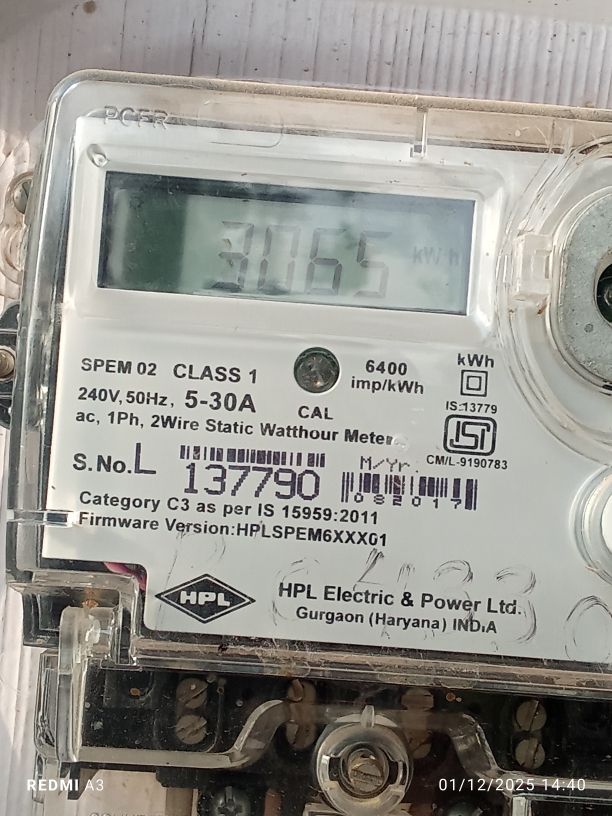 PCER
3065 kWh
SPEM 02 CLASS 1
240V, 50Hz, 5-30A
ac, 1Ph, 2Wire Static Watthour Meter
CAL
6400
imp/kWh
kWh
IS:13779
ISI
CM/L-9190783
S.No.L 137790
M/Yr.
082017
Category C3 as per IS 15959:2011
Firmware Version:HPLSPEM6XXX01
HPL
HPL Electric & Power Ltd.
Gurgaon (Haryana) INDIA
REDMI A3
01/12/2025 14:40